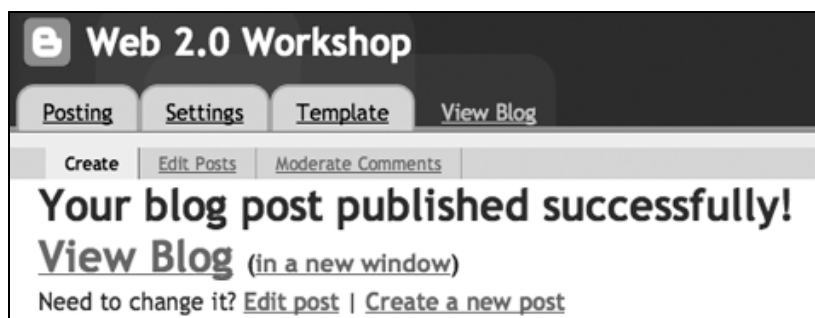 Web 2.0 Workshop
Posting Settings Template View Blog
Create Edit Posts Moderate Comments
Your blog post published successfully!
View Blog (in a new window)
Need to change it? Edit post | Create a new post